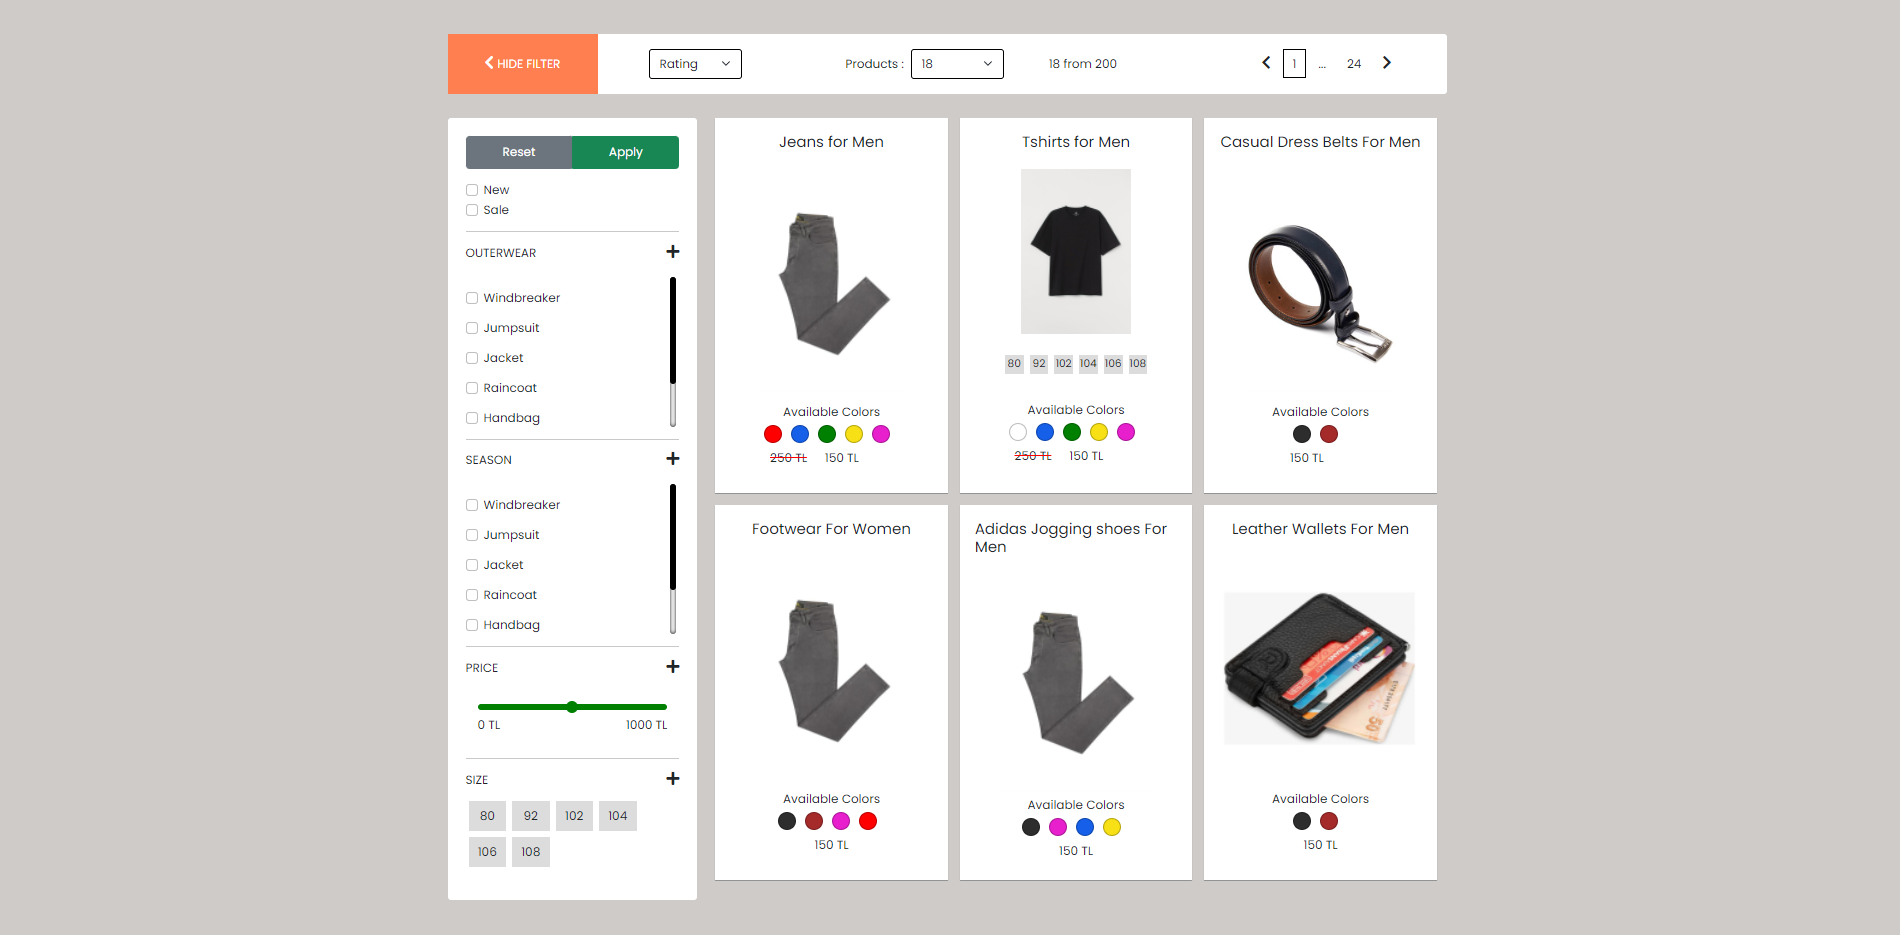 HIDE FILTER
Rating
Products :
18
18 from 200
1
...
24
Reset
Apply
New
Sale
OUTERWEAR
Windbreaker
Jumpsuit
Jacket
Raincoat
Handbag
SEASON
Windbreaker
Jumpsuit
Jacket
Raincoat
Handbag
PRICE
0 TL
1000 TL
SIZE
80
92
102
104
106
108
Jeans for Men
Available Colors
250 TL
150 TL
Tshirts for Men
80
92
102
104
106
108
Available Colors
250 TL
150 TL
Casual Dress Belts For Men
Available Colors
150 TL
Footwear For Women
Available Colors
150 TL
Adidas Jogging shoes For
Men
Available Colors
150 TL
Leather Wallets For Men
Available Colors
150 TL